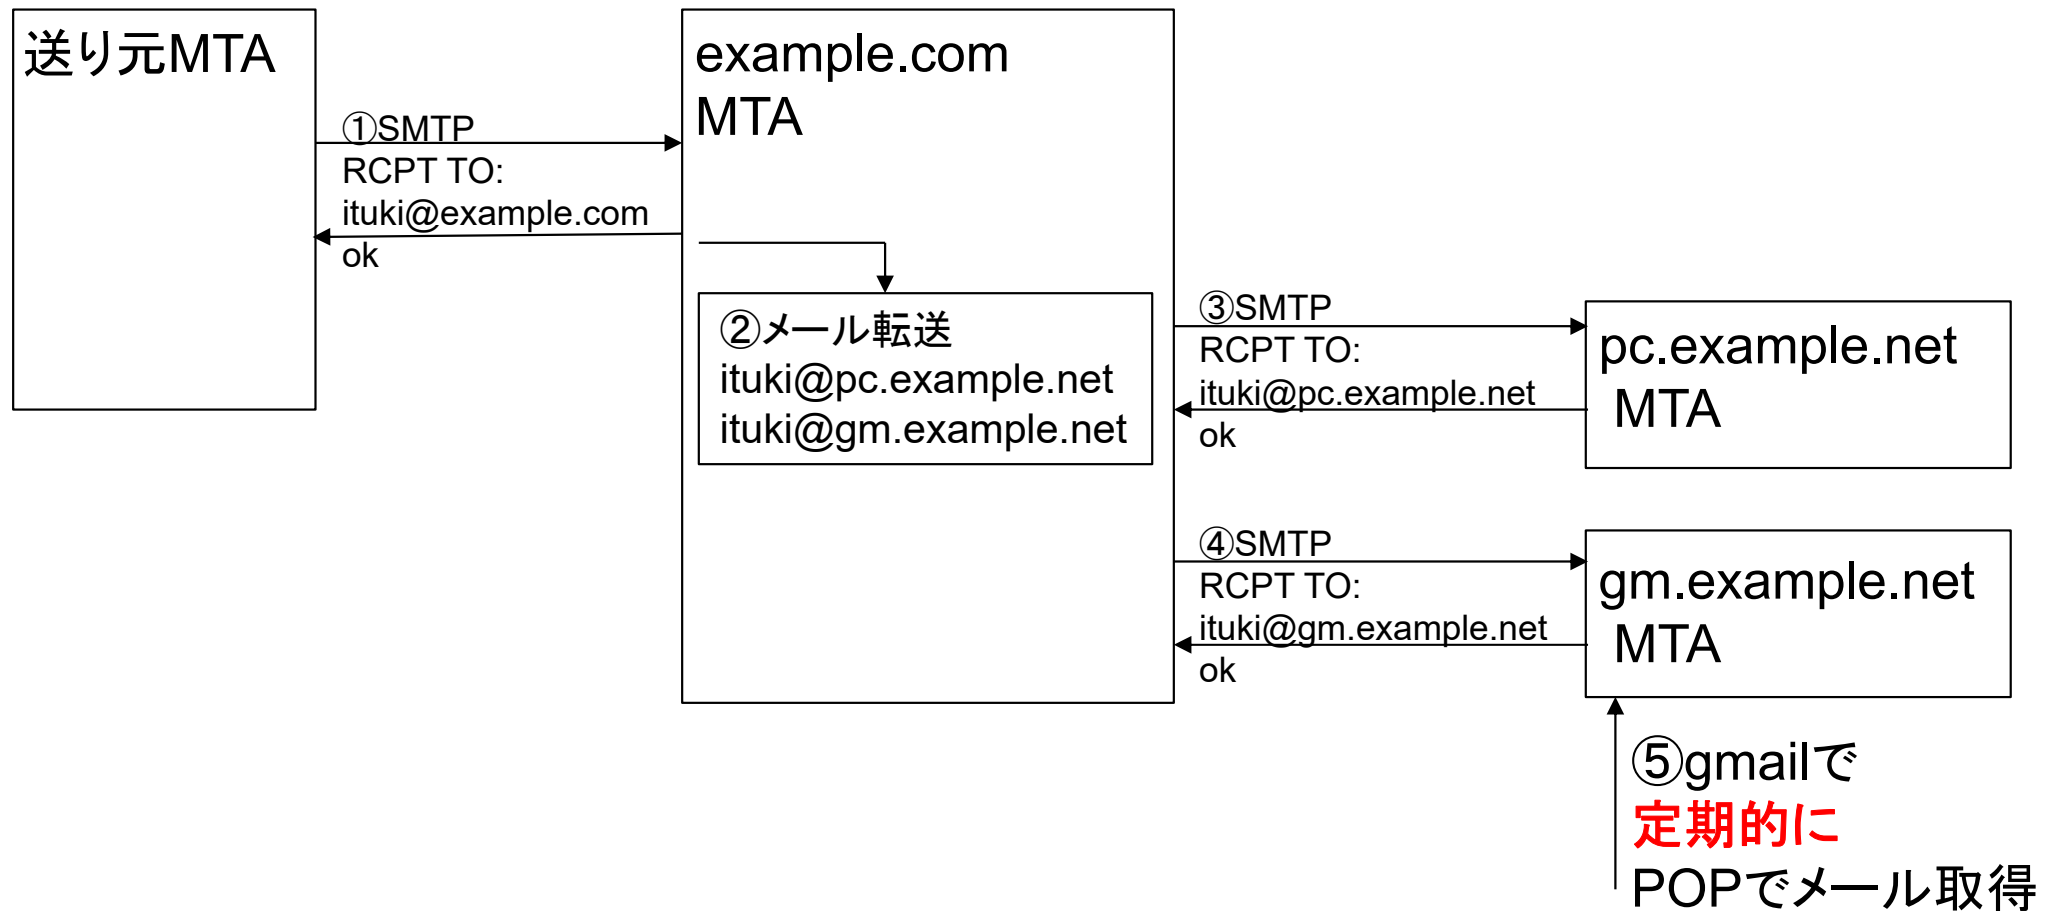 送り元MTA
①SMTP
RCPT TO:
ituki@example.com
ok
example.com
MTA
②メール転送
ituki@pc.example.net
ituki@gm.example.net
③SMTP
RCPT TO:
ituki@pc.example.net
ok
pc.example.net
MTA
④SMTP
RCPT TO:
ituki@gm.example.net
ok
gm.example.net
MTA
⑤gmailで
定期的に
POPでメール取得